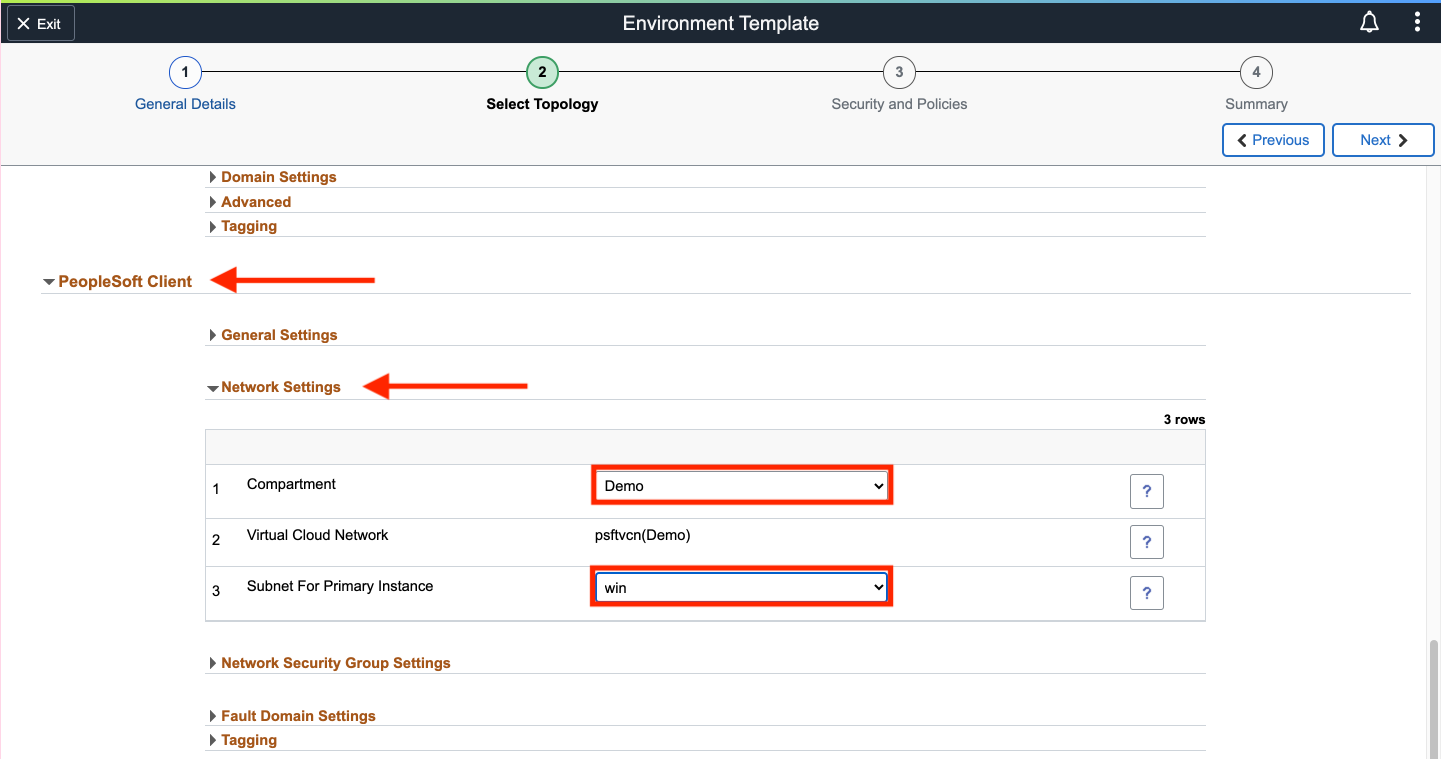 Exit
Environment Template
1
2
3
4
General Details
Select Topology
Security and Policies
Summary
Previous
Next
Domain Settings
Advanced
Tagging
PeopleSoft Client
General Settings
Network Settings
3 rows
1 Compartment Demo ?
2 Virtual Cloud Network psftvcn(Demo) ?
3 Subnet For Primary Instance win ?
Network Security Group Settings
Fault Domain Settings
Tagging